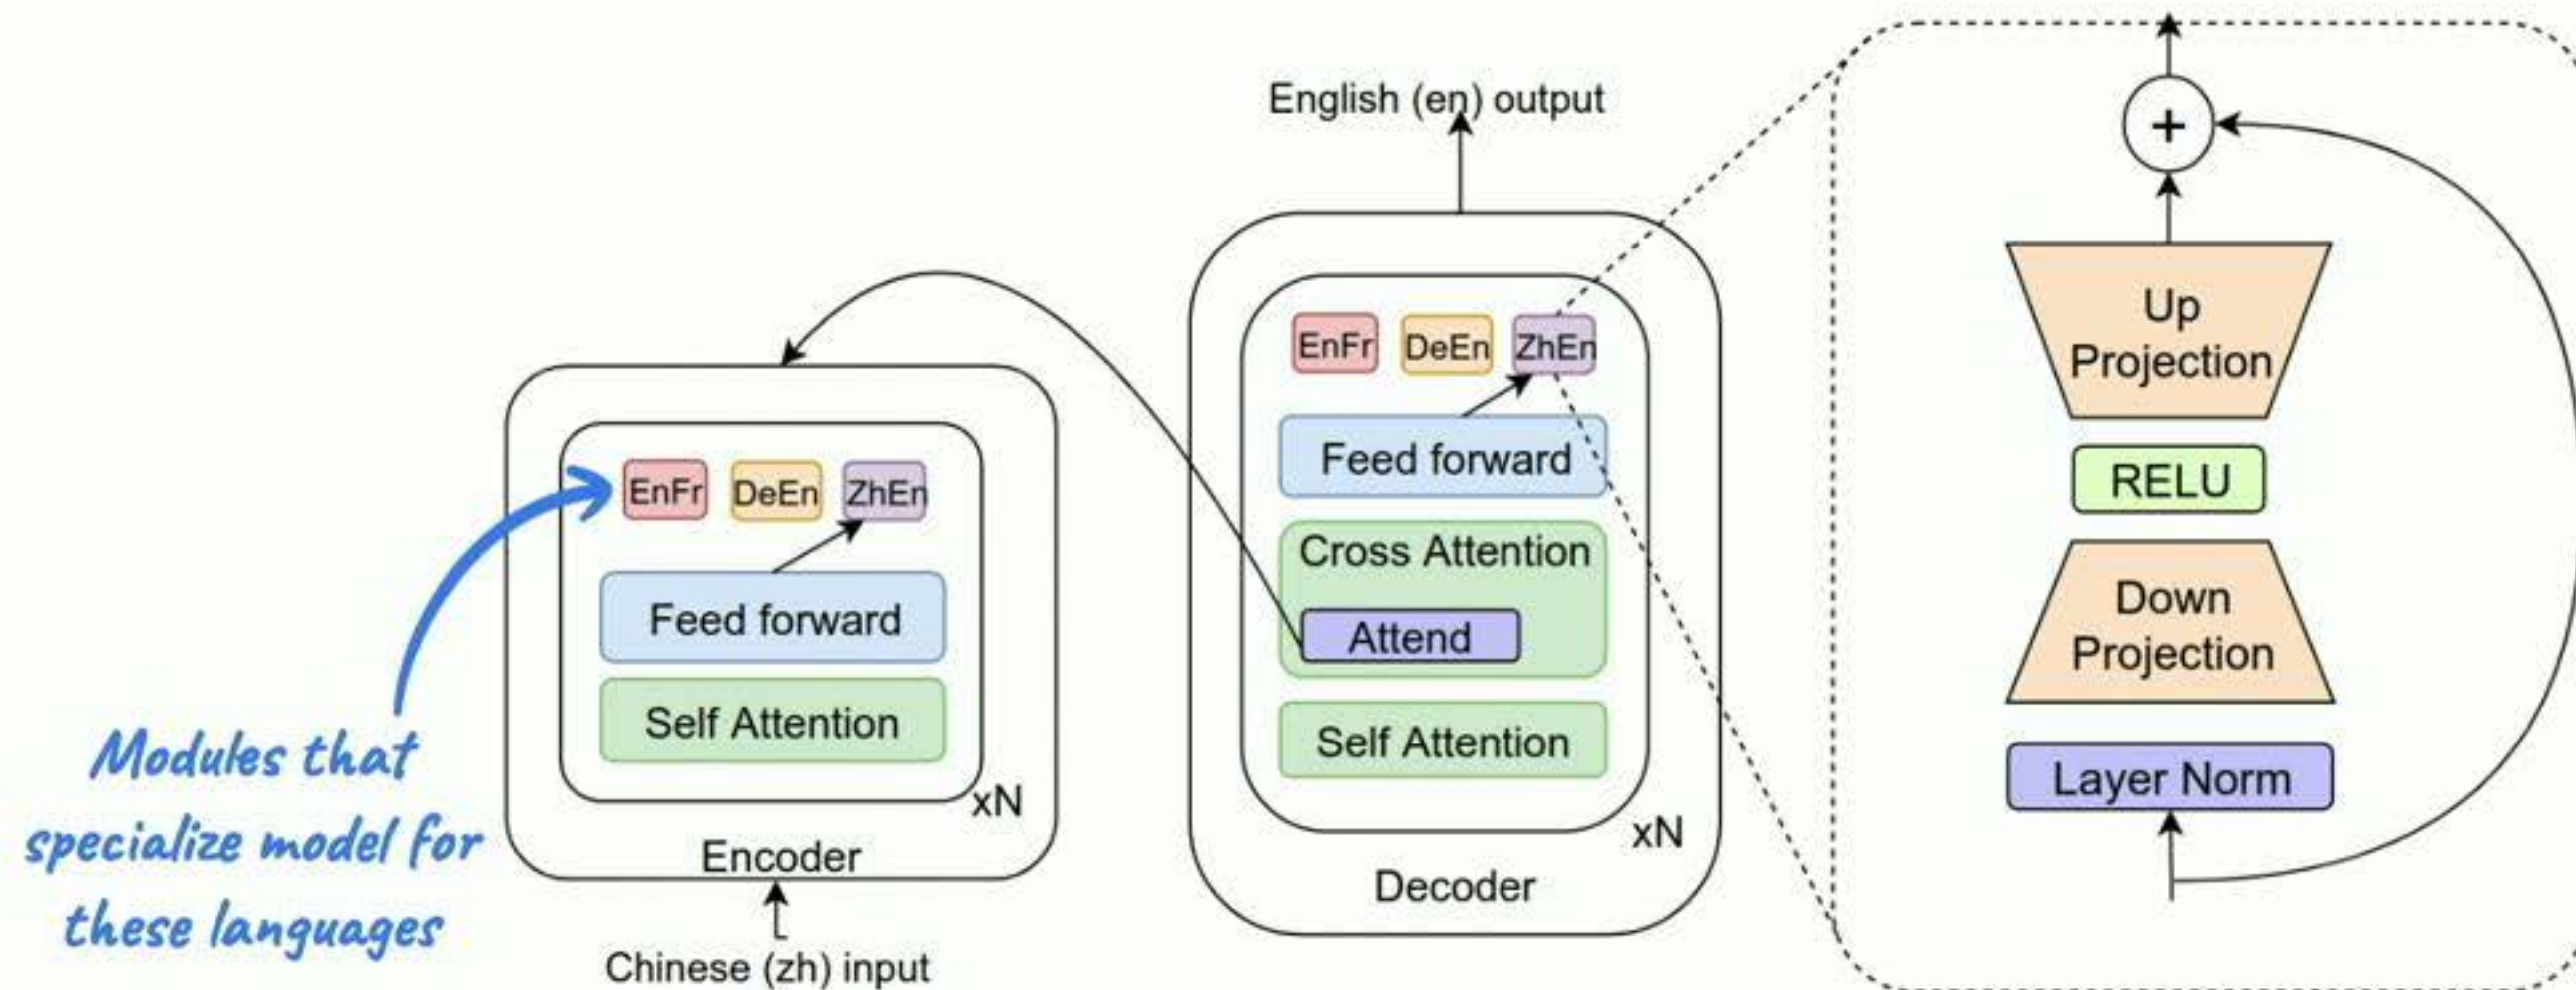 Modules that
specialize model for
these languages
EnFr DeEn ZhEn
Feed forward
Self Attention
xN
Encoder
Chinese (zh) input
English (en) output
EnFr DeEn ZhEn
Feed forward
Cross Attention
Attend
Self Attention
xN
Decoder
+
Up
Projection
RELU
Down
Projection
Layer Norm